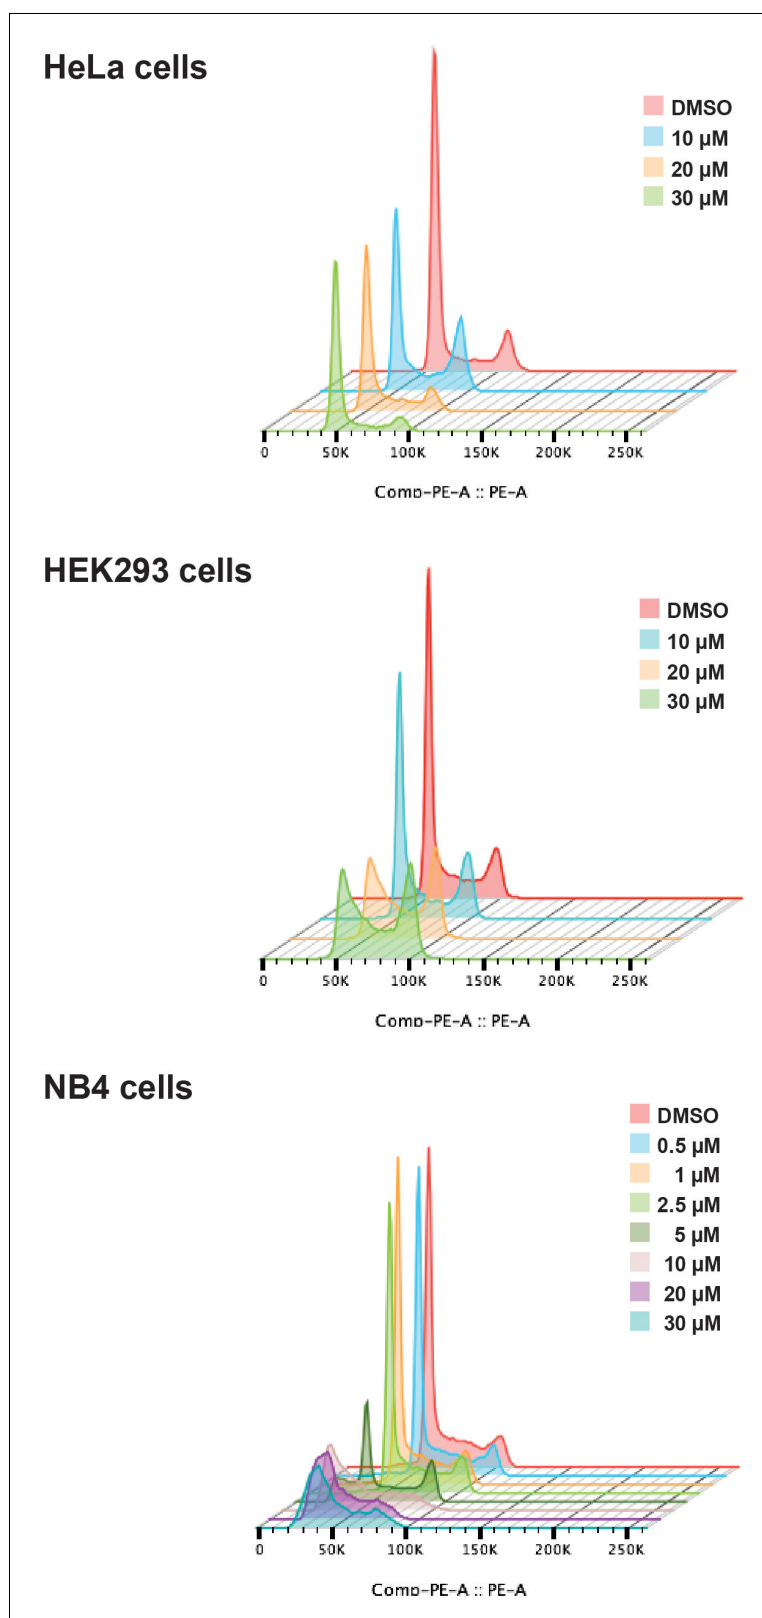 HeLa cells
DMSO
10 µM
20 µM
30 µM
0 50K 100K 150K 200K 250K
Comp-PE-A :: PE-A
HEK293 cells
DMSO
10 µM
20 µM
30 µM
0 50K 100K 150K 200K 250K
Comp-PE-A :: PE-A
NB4 cells
DMSO
0.5 µM
1 µM
2.5 µM
5 µM
10 µM
20 µM
30 µM
0 50K 100K 150K 200K 250K
Comp-PE-A :: PE-A